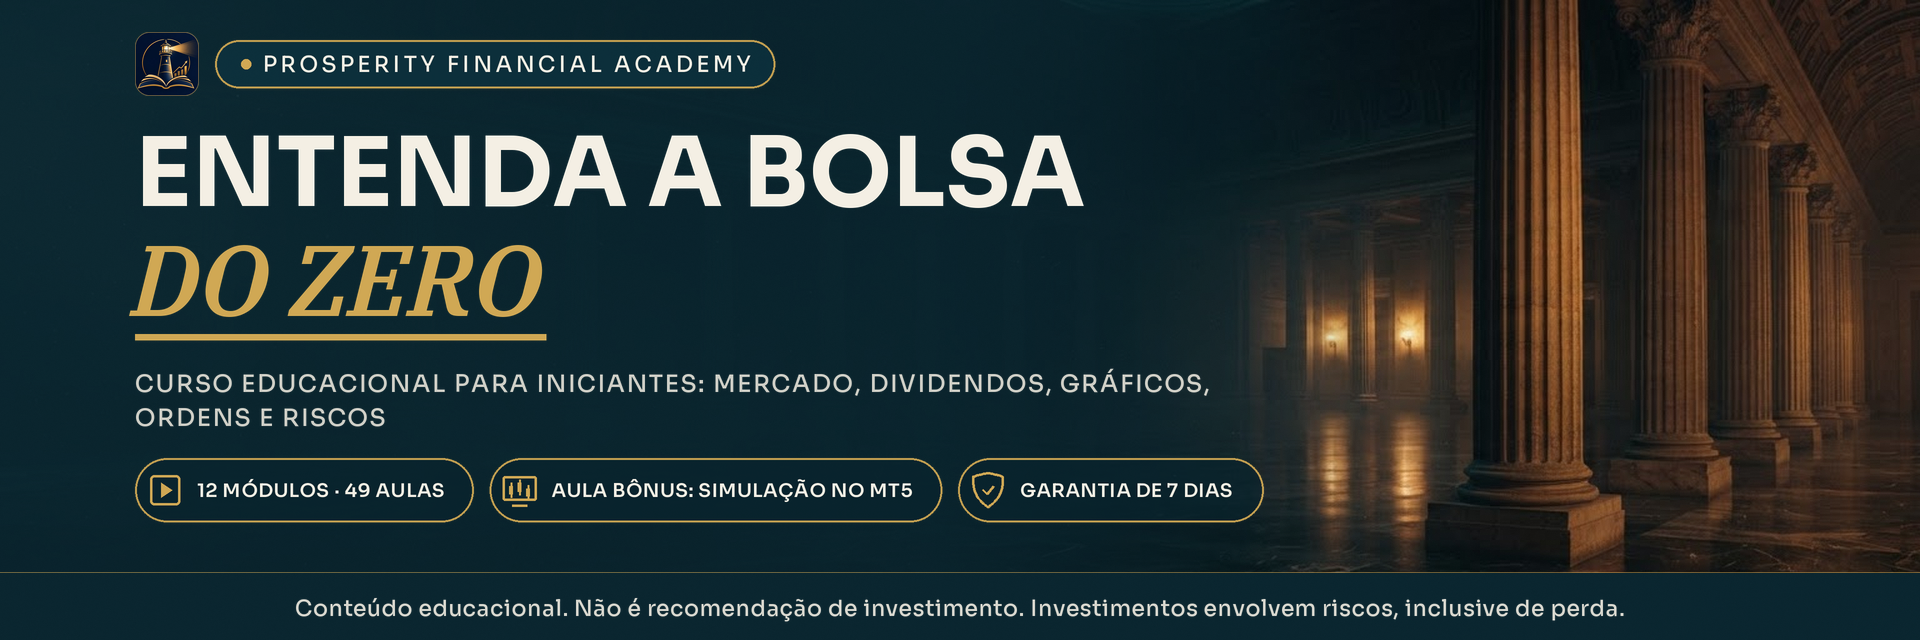 PROSPERITY FINANCIAL ACADEMY
ENTENDA A BOLSA
DO ZERO
CURSO EDUCACIONAL PARA INICIANTES: MERCADO, DIVIDENDOS, GRÁFICOS,
ORDENS E RISCOS
12 MÓDULOS · 49 AULAS
AULA BÔNUS: SIMULAÇÃO NO MT5
GARANTIA DE 7 DIAS
Conteúdo educacional. Não é recomendação de investimento. Investimentos envolvem riscos, inclusive de perda.